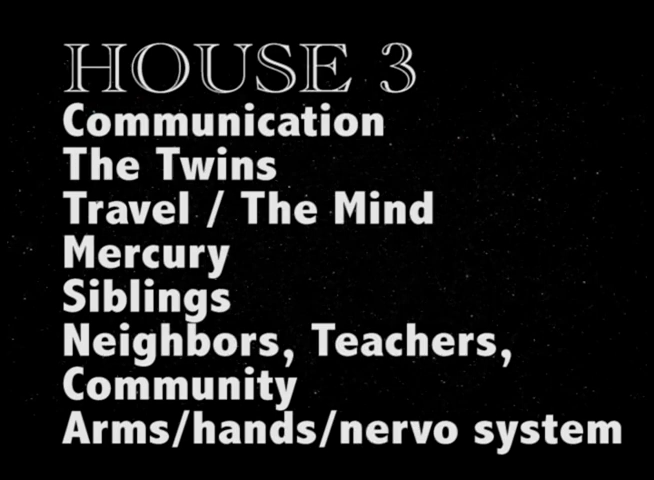 HOUSE 3
Communication
The Twins
Travel / The Mind
Mercury
Siblings
Neighbors, Teachers,
Community
Arms/hands/nervo system